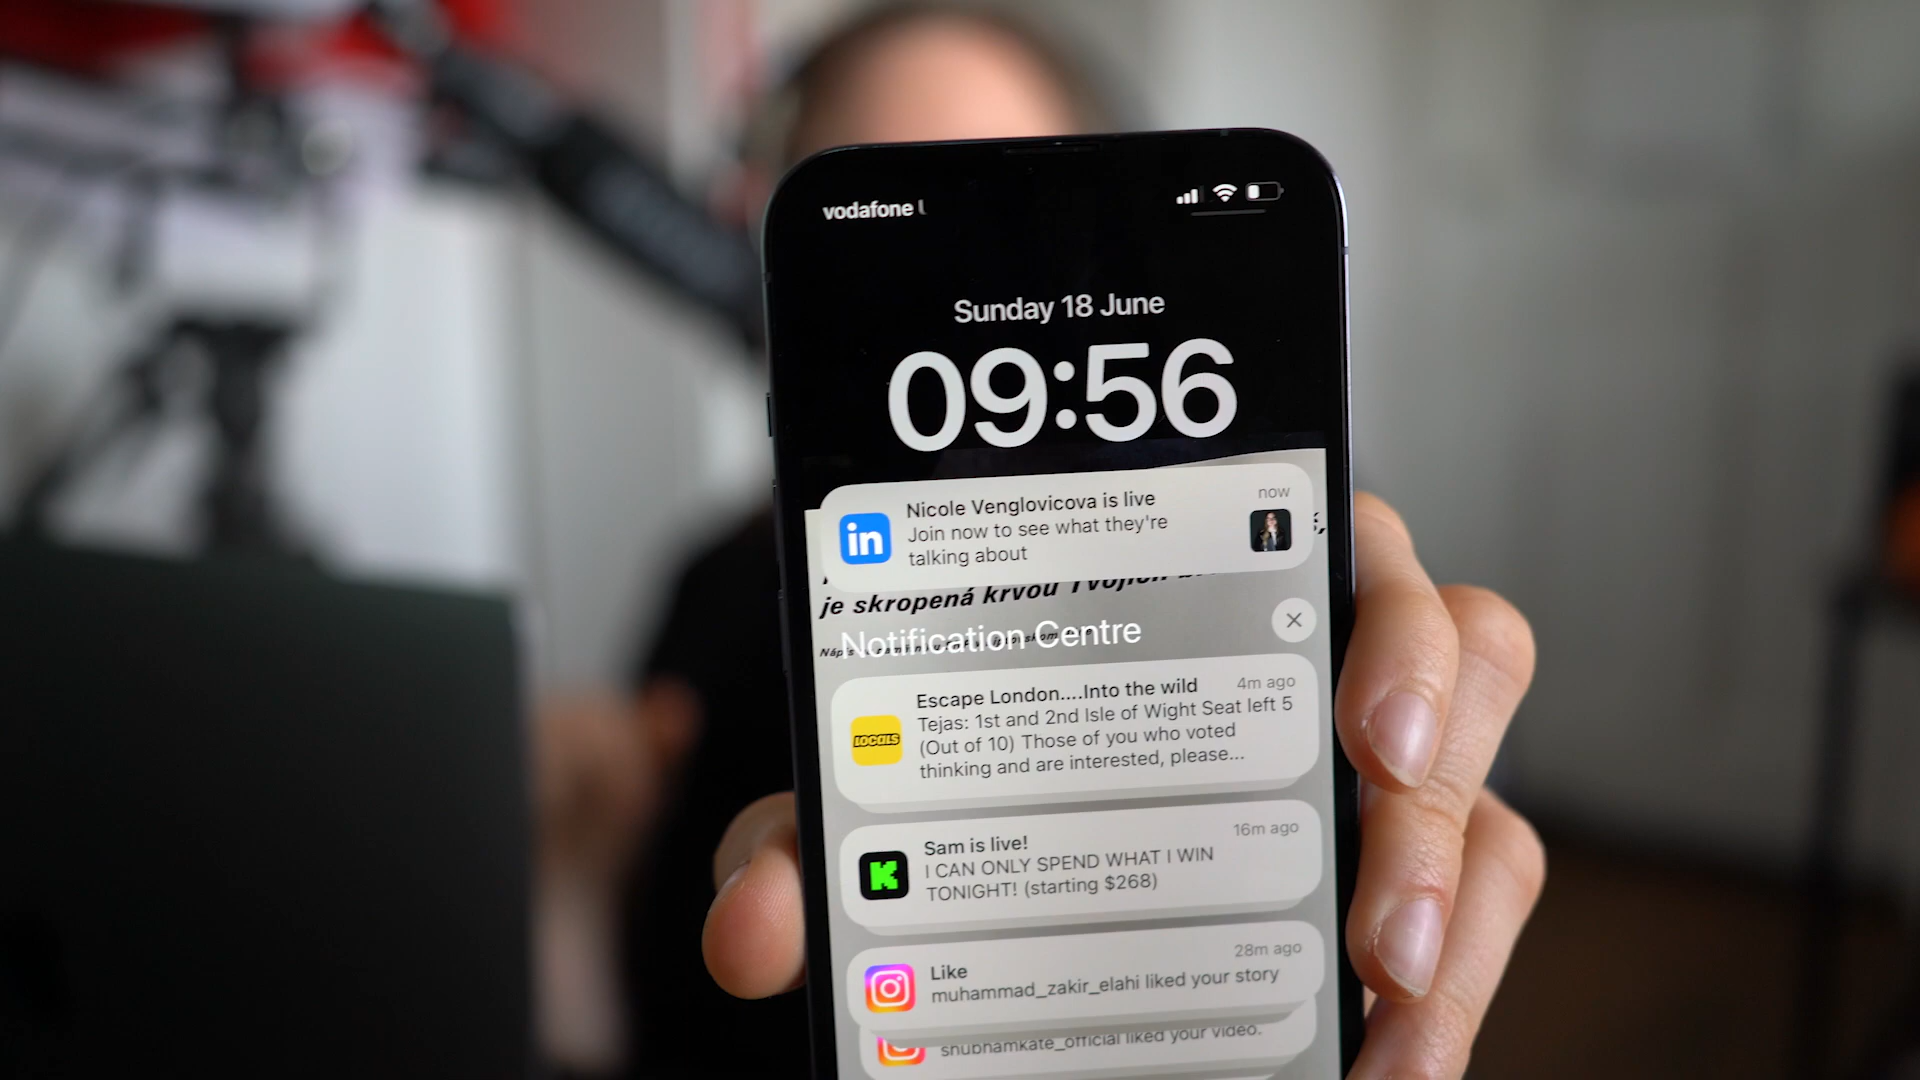 vodafone
Sunday 18 June
09:56
Nicole Venglovicova is live
now
Join now to see what they're
talking about
je skropená krvou Tvojich
Notification Centre
Escape London....Into the wild
4m ago
Tejas: 1st and 2nd Isle of Wight Seat left 5
(Out of 10) Those of you who voted
thinking and are interested, please...
LOCALS
Sam is live!
16m ago
I CAN ONLY SPEND WHAT I WIN
TONIGHT! (starting $268)
K
Like
28m ago
muhammad_zakir_elahi liked your story
shubhamkate_official liked your video.
in